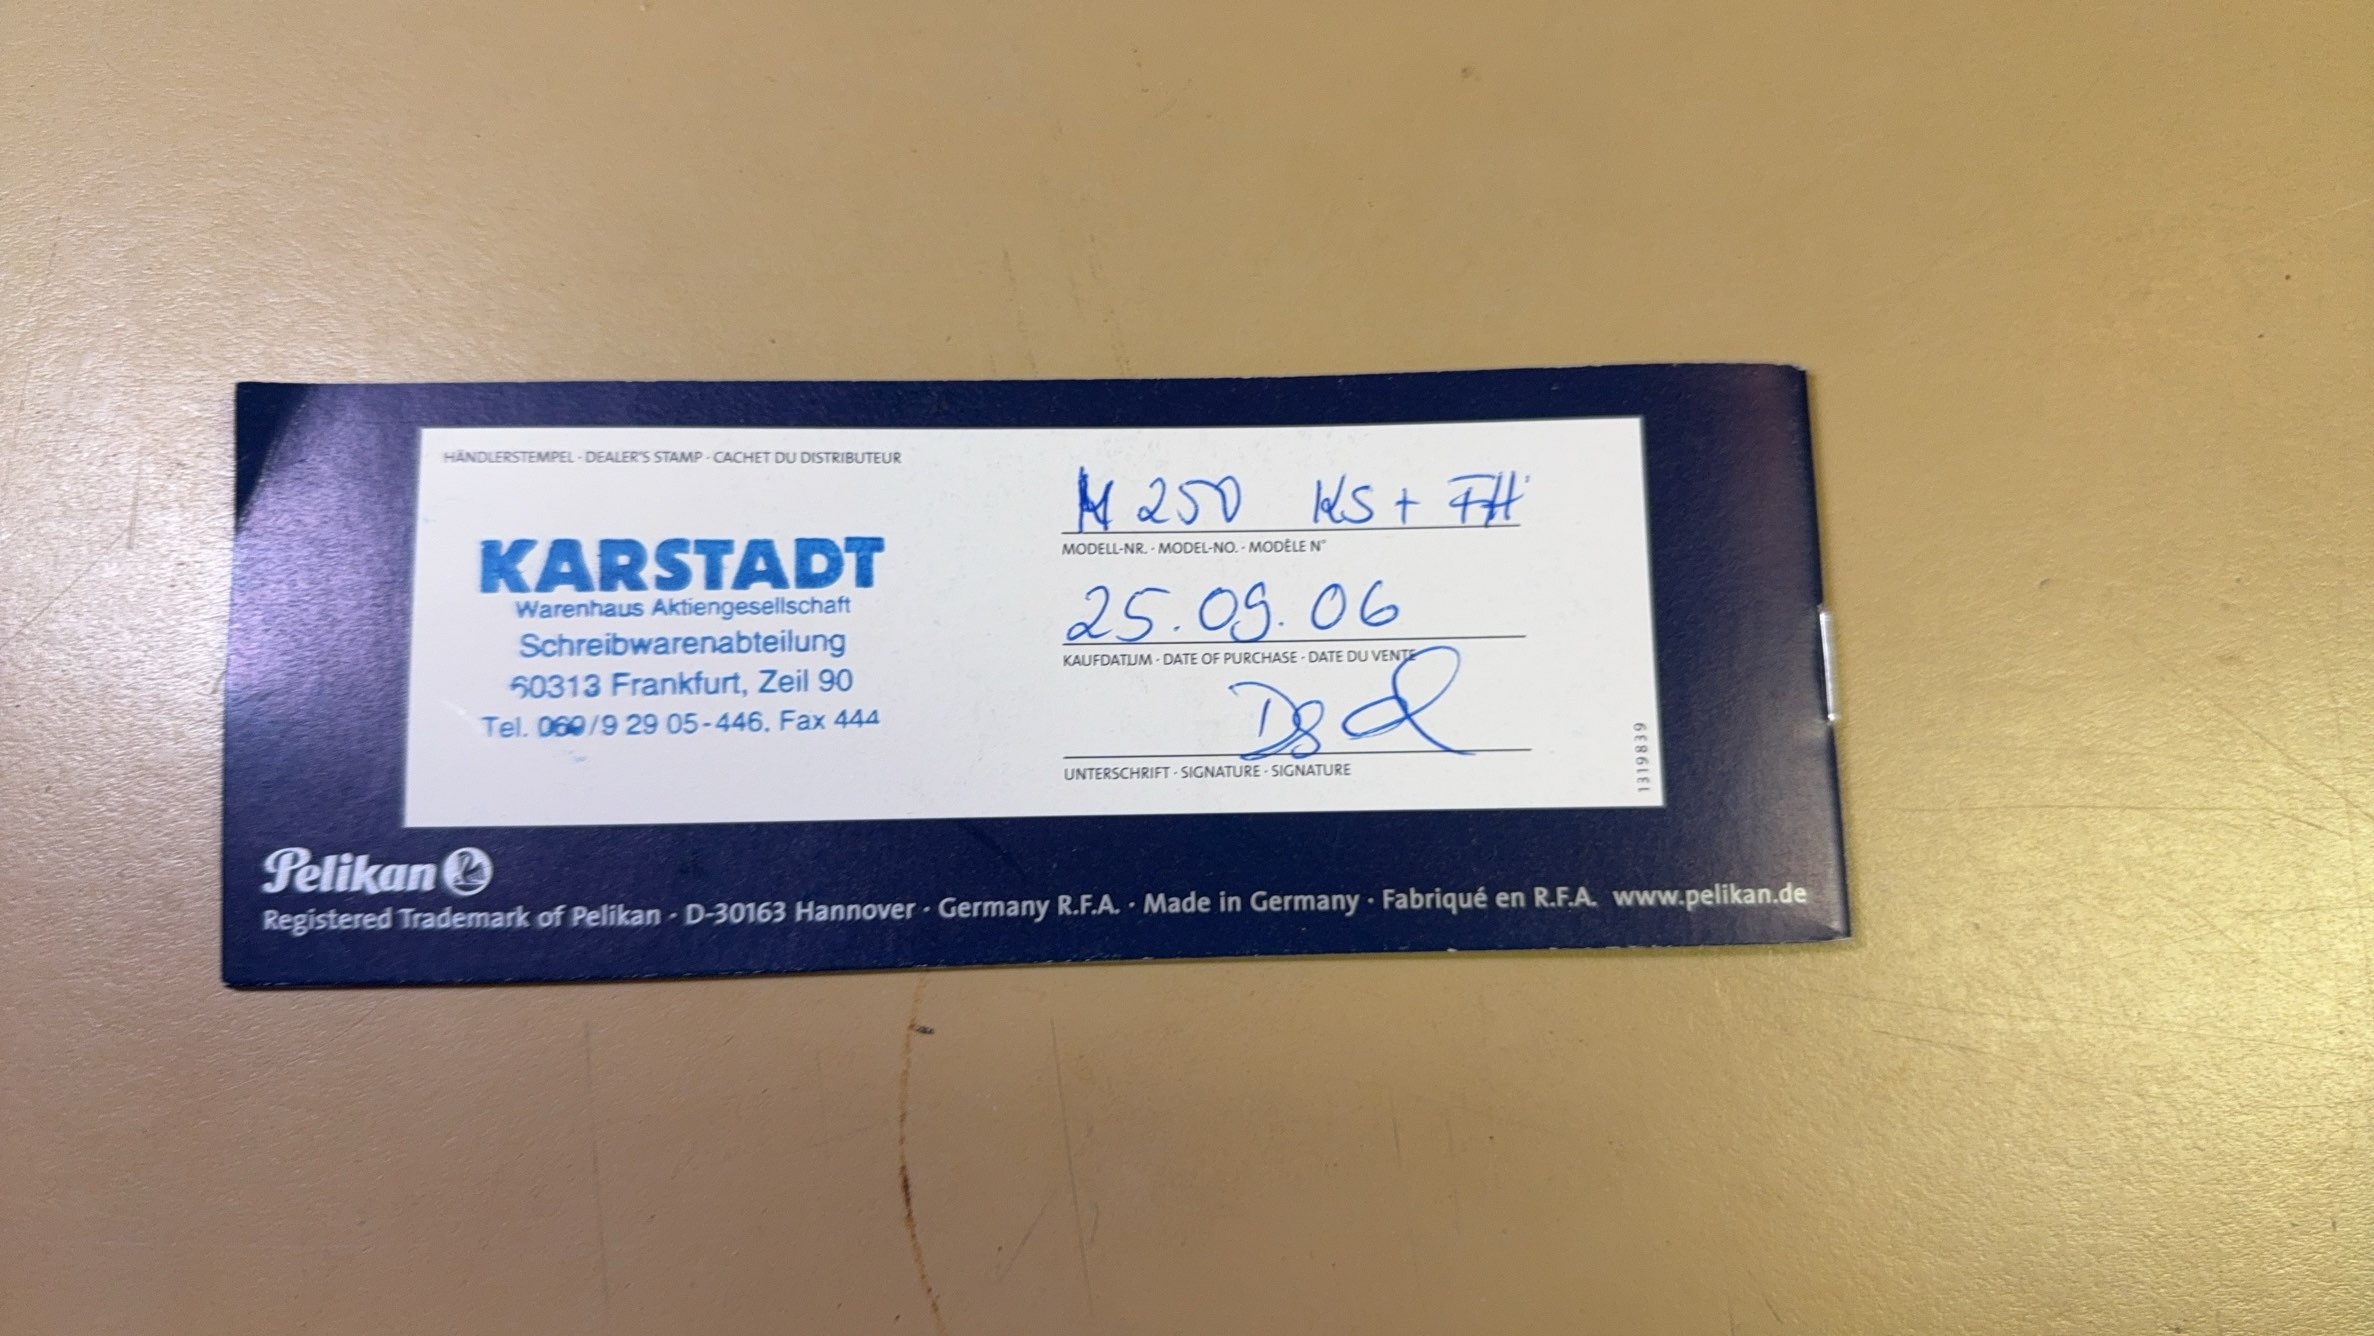 HÄNDLERSTEMPEL · DEALER'S STAMP · CACHET DU DISTRIBUTEUR
KARSTADT
Warenhaus Aktiengesellschaft
Schreibwarenabteilung
60313 Frankfurt, Zeil 90
Tel. 069/9 29 05-446, Fax 444
M 250 KS + FH
MODELL-NR. · MODEL-NO. · MODÈLE N°
25.09.06
KAUFDATUM · DATE OF PURCHASE · DATE DU VENTE
UNTERSCHRIFT · SIGNATURE · SIGNATURE
1319839
Pelikan
Registered Trademark of Pelikan · D-30163 Hannover · Germany R.F.A. · Made in Germany · Fabriqué en R.F.A. www.pelikan.de